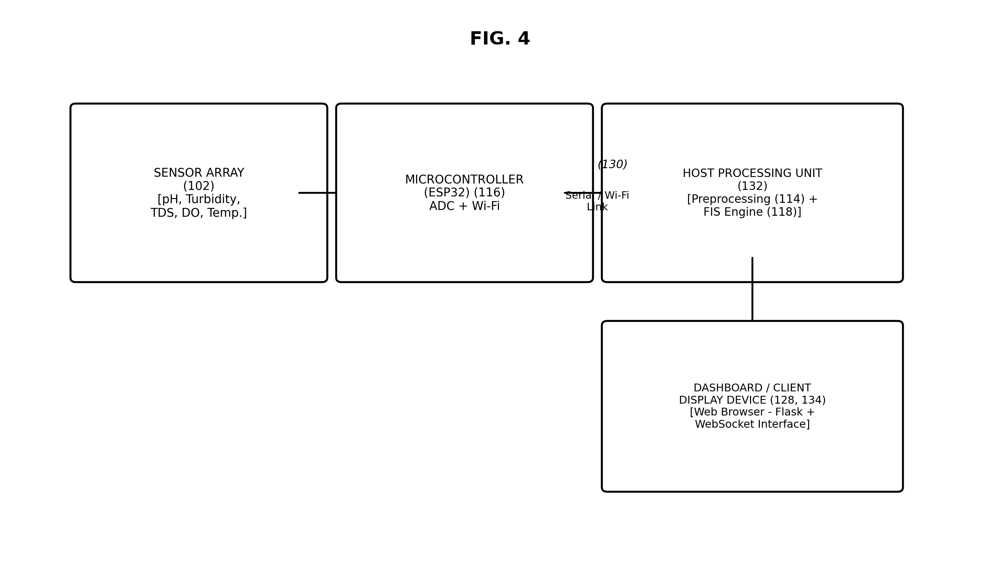 FIG. 4
SENSOR ARRAY
(102)
[pH, Turbidity,
TDS, DO, Temp.]
MICROCONTROLLER
(ESP32) (116)
ADC + Wi-Fi
(130)
Serial / Wi-Fi
Link
HOST PROCESSING UNIT
(132)
[Preprocessing (114) +
FIS Engine (118)]
DASHBOARD / CLIENT
DISPLAY DEVICE (128, 134)
[Web Browser - Flask +
WebSocket Interface]